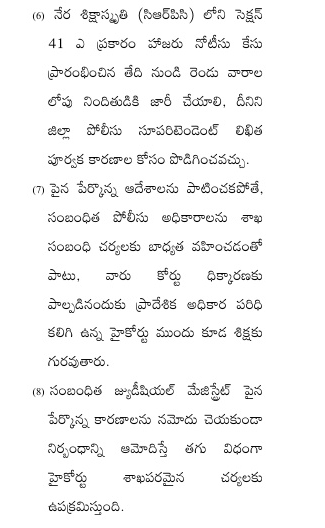 (6) నేర శిక్షాస్మృతి (సిఆర్‌పిసి) లోని సెక్షన్
41 ఎ ప్రకారం హాజరు నోటీసు కేసు
ప్రారంభించిన తేది నుండి రెండు వారాల
లోపు నిందితుడికి జారీ చేయాలి, దీనిని
జిల్లా పోలీసు సూపరిటెండెంట్ లిఖిత
పూర్వక కారణాల కోసం పొడిగించవచ్చు.
(7) పైన పేర్కొన్న ఆదేశాలను పాటించకపోతే,
సంబంధిత పోలీసు అధికారాలను శాఖ
సంబంధి చర్యలకు బాధ్యత వహించడంతో
పాటు, వారు కోర్టు ధిక్కారణకు
పాల్పడినందుకు ప్రాదేశిక అధికార పరిధి
కలిగి ఉన్న హైకోర్టు ముందు కూడ శిక్షకు
గురవుతారు.
(8) సంబంధిత జ్యుడీషియల్ మేజిస్ట్రేట్ పైన
పేర్కొన్న కారణాలను నమోదు చెయకుండా
నిర్బంధాన్ని ఆమోదిస్తే తగు విధంగా
హైకోర్టు శాఖపరమైన చర్యలకు
ఉపక్రమిస్తుంది.